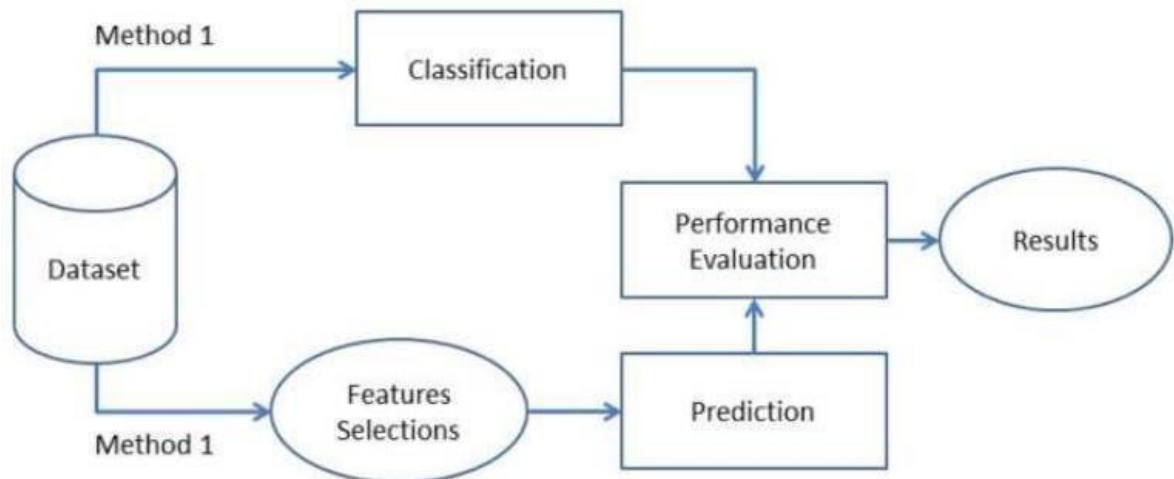 Method 1
Classification
Performance
Evaluation
Results
Dataset
Features
Selections
Prediction
Method 1